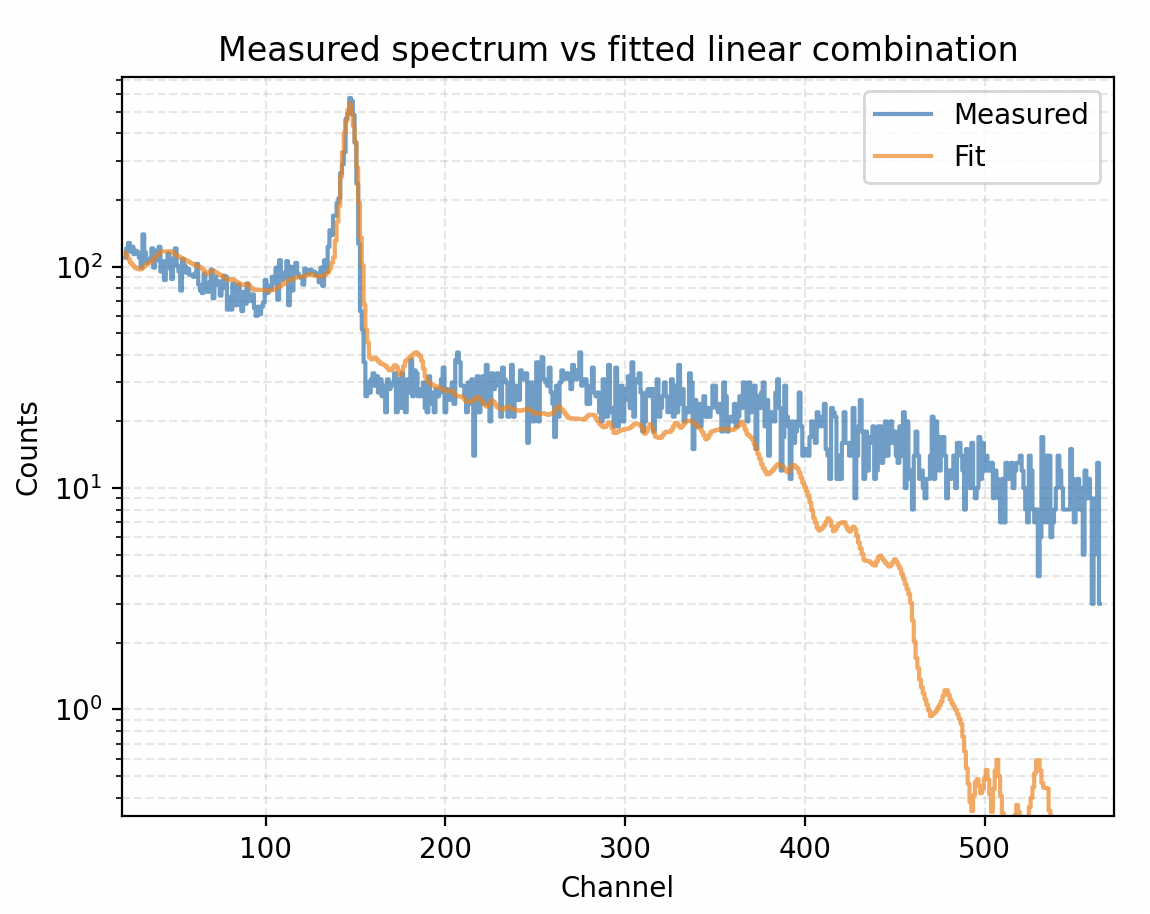 Measured spectrum vs fitted linear combination
Measured
Fit
Counts
10²
10¹
10⁰
100 200 300 400 500
Channel